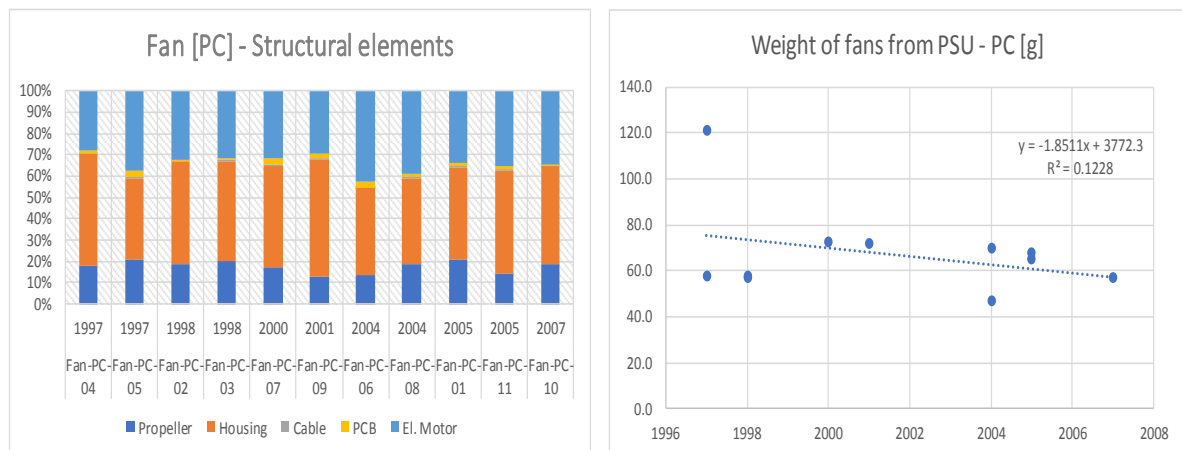 Fan [PC] - Structural elements
100%
90%
80%
70%
60%
50%
40%
30%
20%
10%
0%
1997 1997 1998 1998 2000 2001 2004 2004 2005 2005 2007
Fan-PC- Fan-PC- Fan-PC- Fan-PC- Fan-PC- Fan-PC- Fan-PC- Fan-PC- Fan-PC- Fan-PC- Fan-PC-
04 05 02 03 07 09 06 08 01 11 10
Propeller Housing Cable PCB El. Motor
Weight of fans from PSU - PC [g]
140.0
120.0
100.0
80.0
60.0
40.0
20.0
0.0
y = -1.8511x + 3772.3
R² = 0.1228
1996 1998 2000 2002 2004 2006 2008